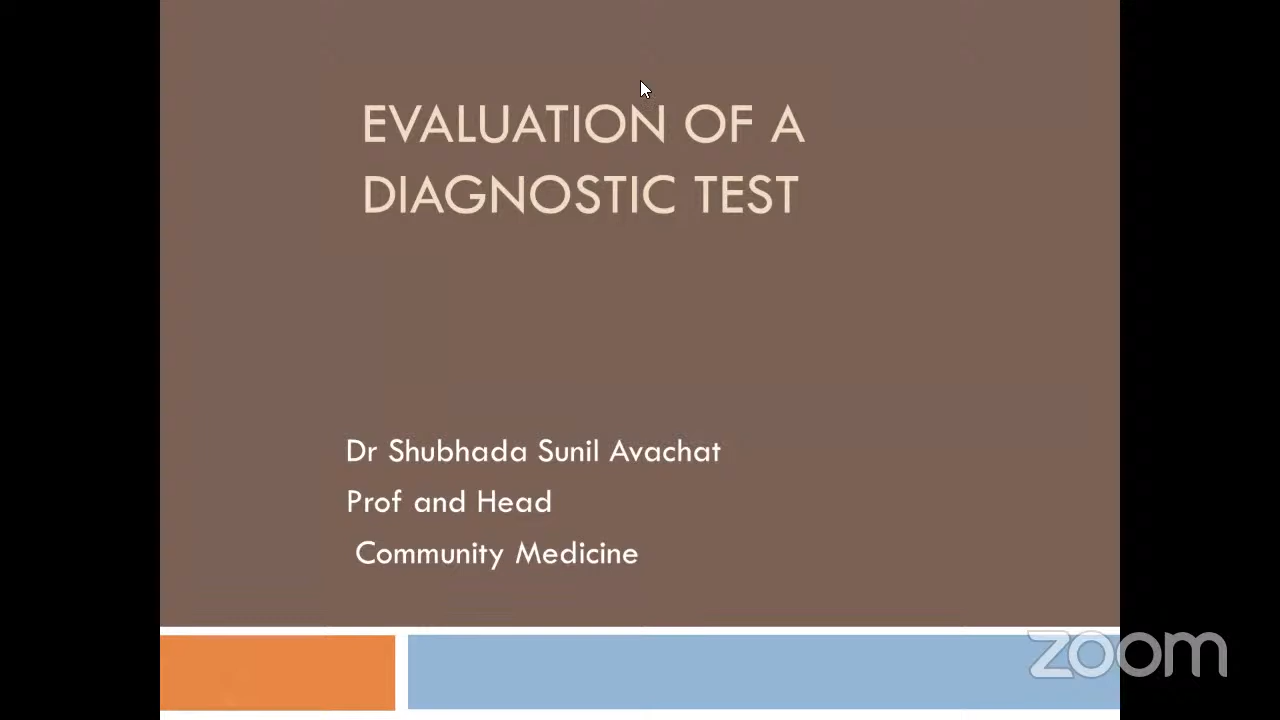 EVALUATION OF A
DIAGNOSTIC TEST
Dr Shubhada Sunil Avachat
Prof and Head
Community Medicine
zoom